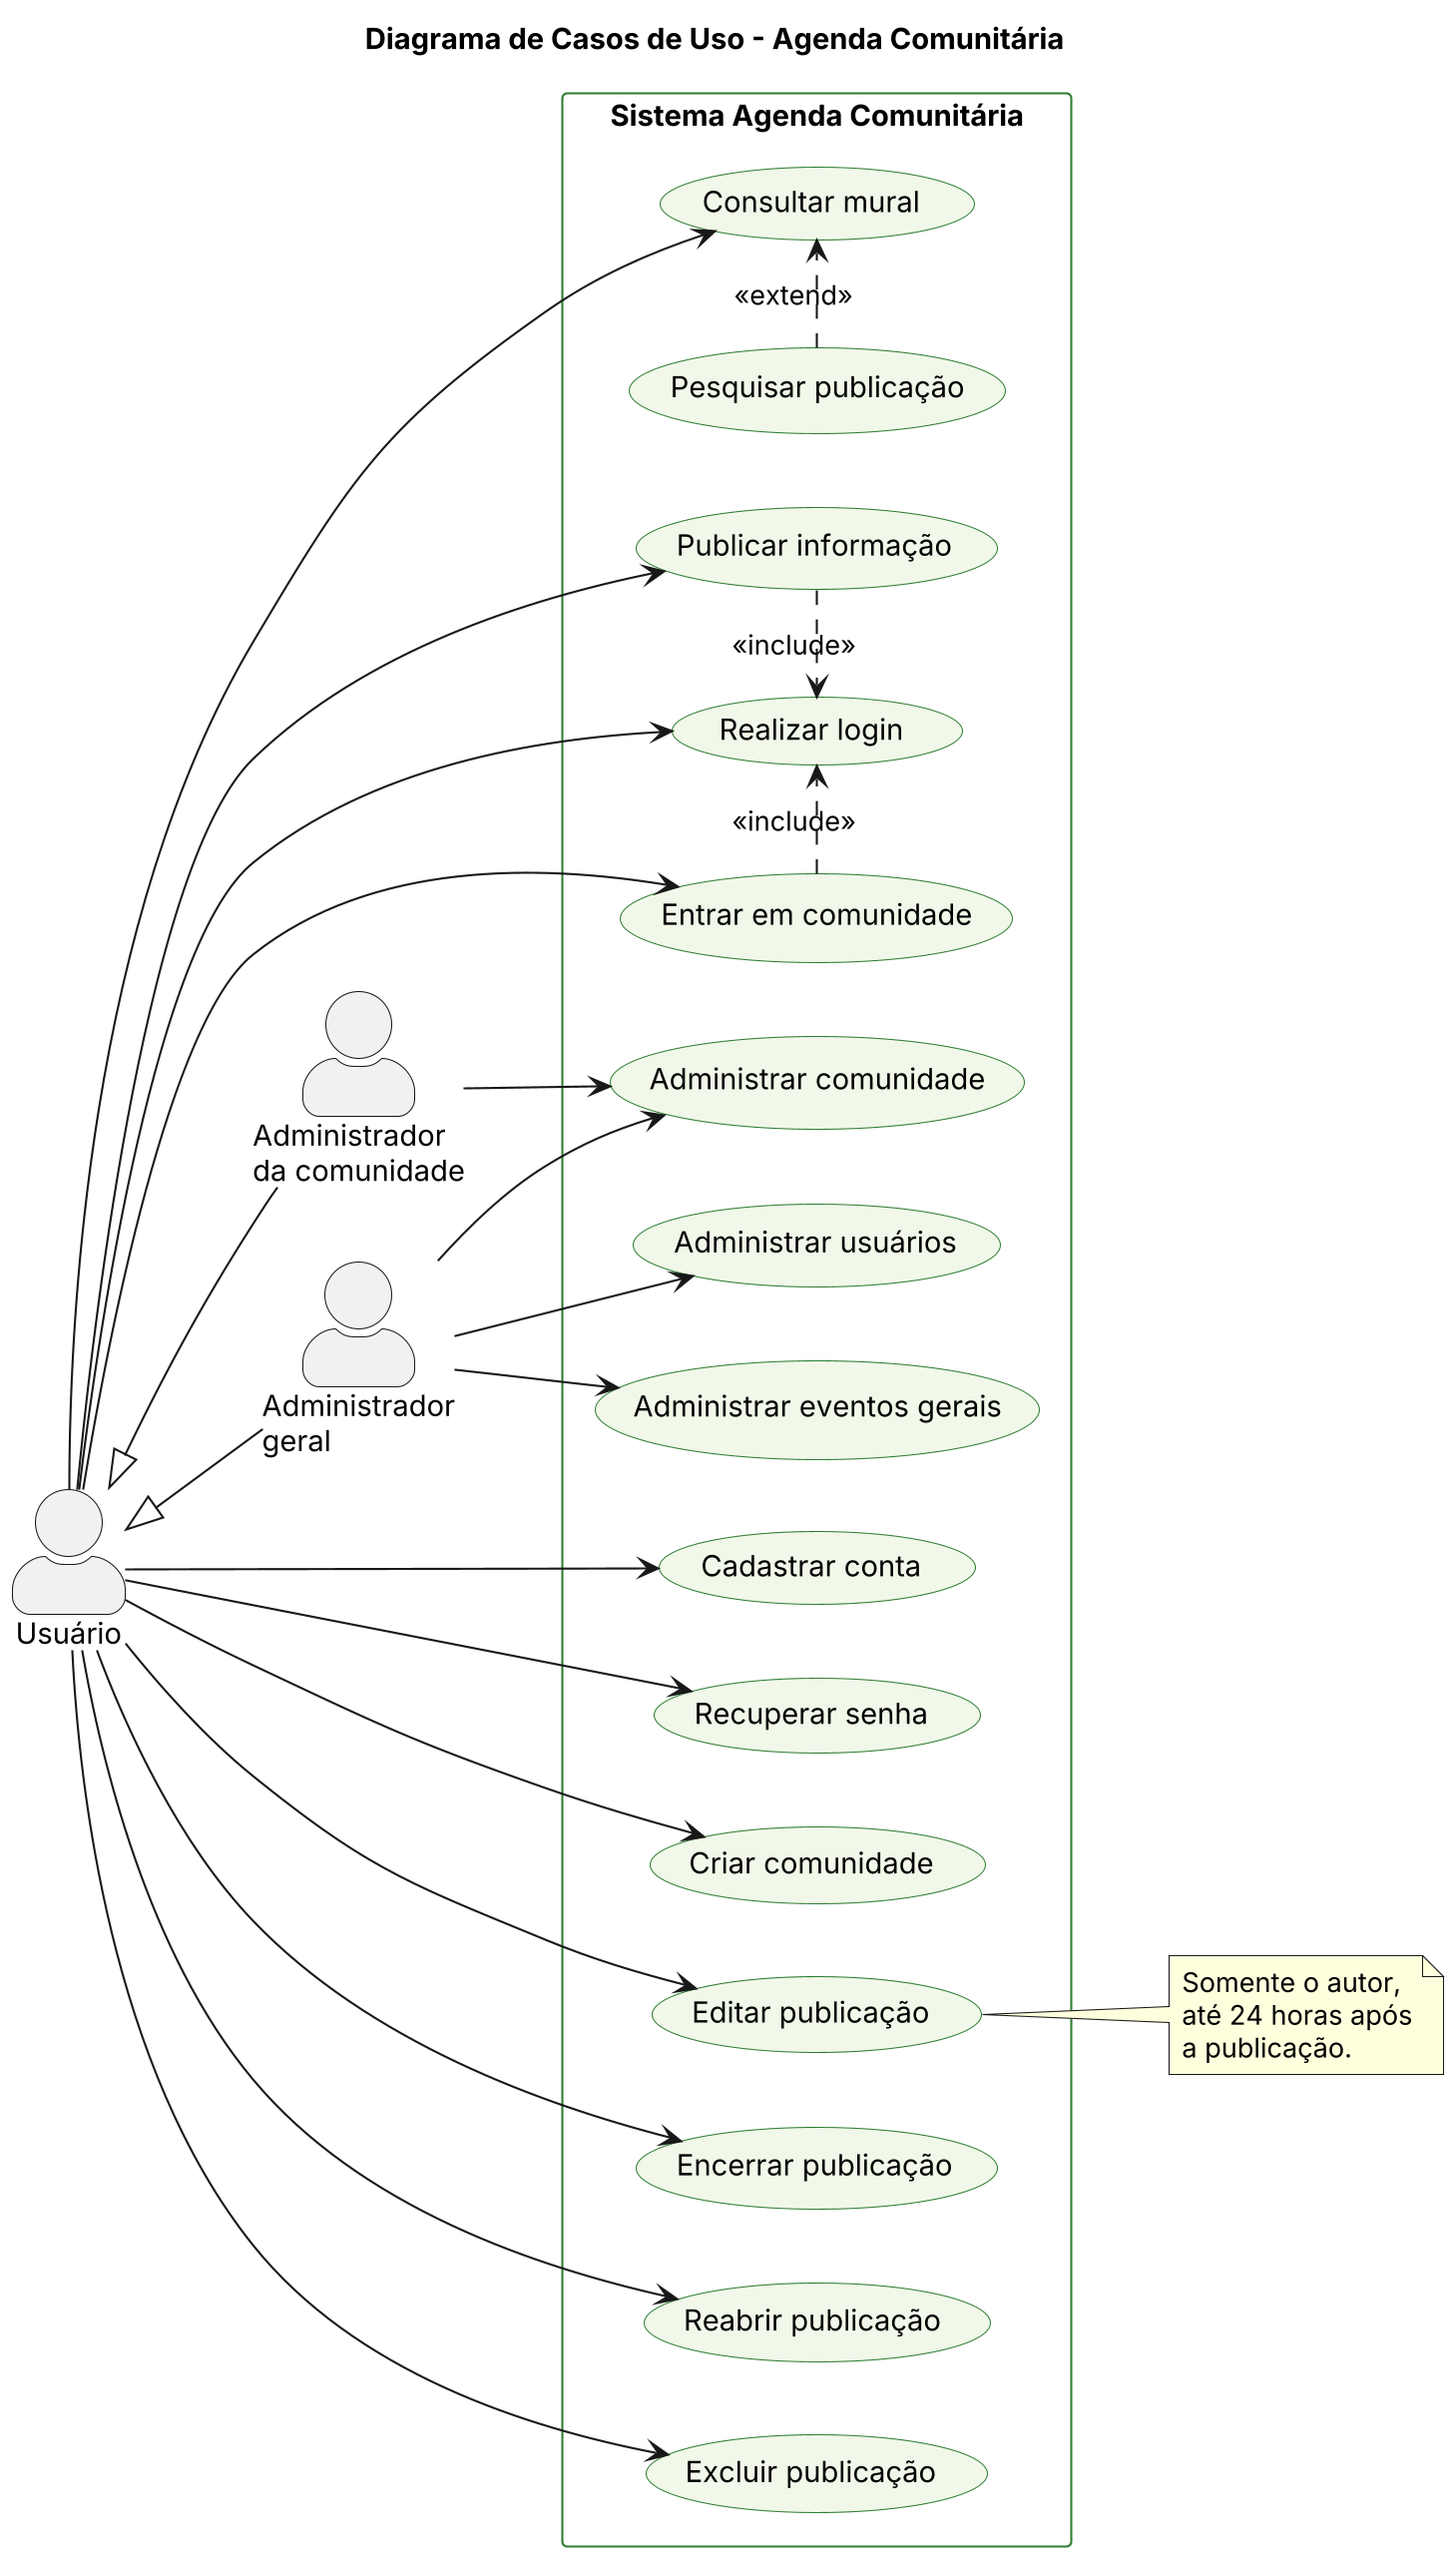 Diagrama de Casos de Uso - Agenda Comunitária
Sistema Agenda Comunitária
Consultar mural
«extend»
Pesquisar publicação
Publicar informação
«include»
Realizar login
«include»
Entrar em comunidade
Administrador
da comunidade
Administrar comunidade
Administrar usuários
Administrador
geral
Administrar eventos gerais
Usuário
Cadastrar conta
Recuperar senha
Criar comunidade
Editar publicação
Somente o autor,
até 24 horas após
a publicação.
Encerrar publicação
Reabrir publicação
Excluir publicação